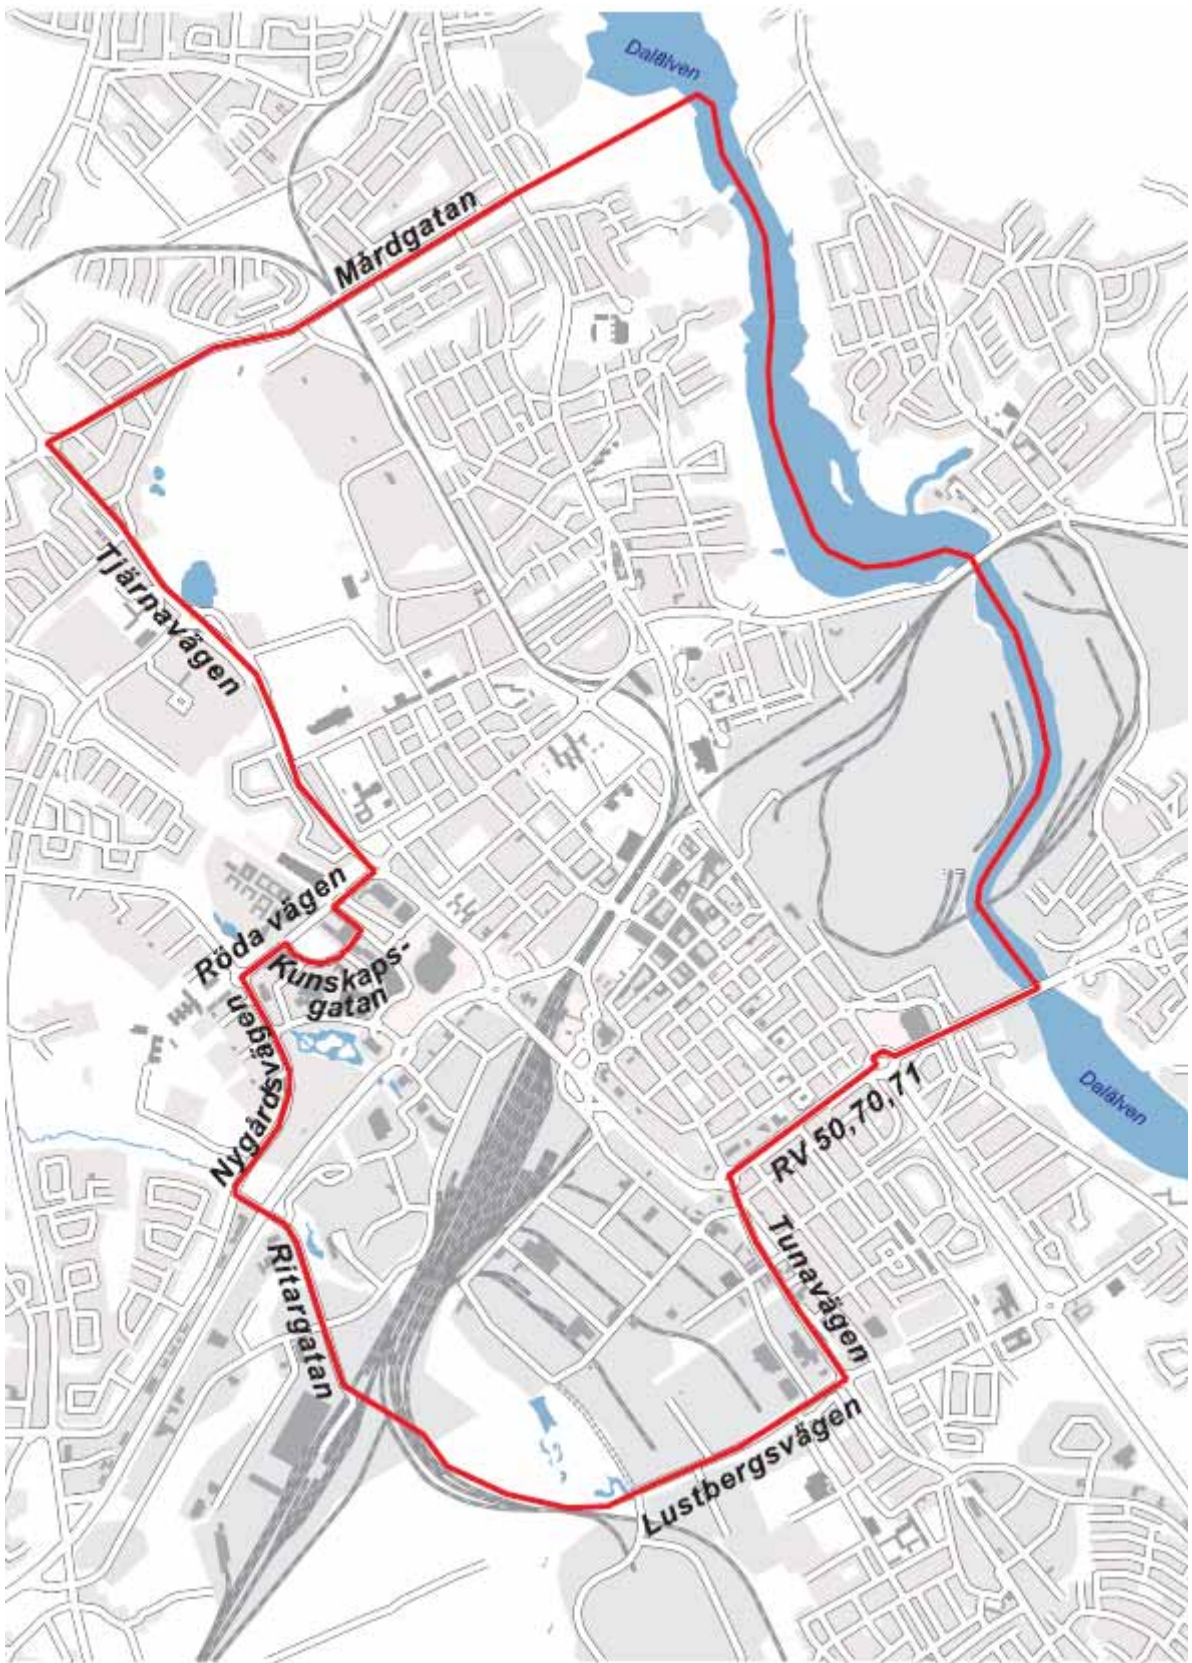 Dalälven
Mårdgatan
Tjärnavägen
Röda vägen
Kunskaps-
gatan
Nygårdsvägen
Dalälven
RV 50,70,71
Tunavägen
Ritargatan
Lustbergsvägen